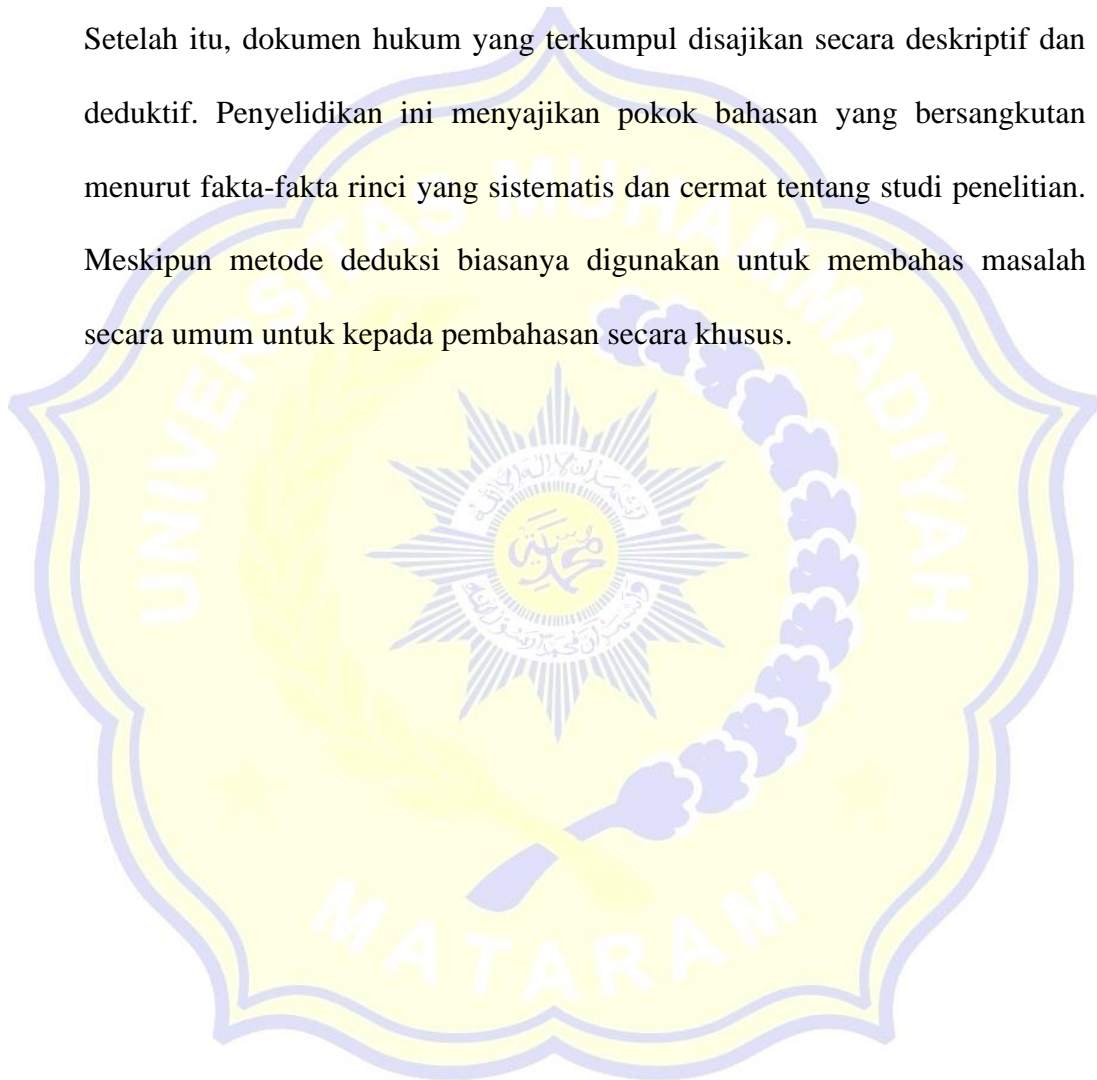 Setelah itu, dokumen hukum yang terkumpul disajikan secara deskriptif dan
deduktif. Penyelidikan ini menyajikan pokok bahasan yang bersangkutan
menurut fakta-fakta rinci yang sistematis dan cermat tentang studi penelitian.
Meskipun metode deduksi biasanya digunakan untuk membahas masalah
secara umum untuk kepada pembahasan secara khusus.
UNIVERSITAS MUHAMMADIYAH
محمدية
MATARAM